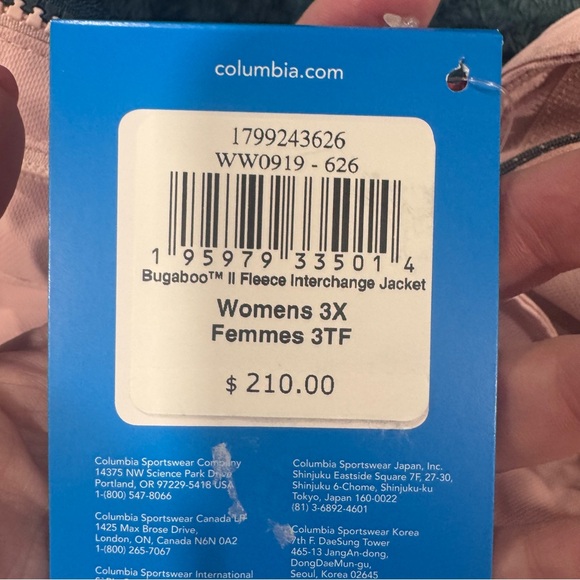 columbia.com
1799243626
WW0919 - 626
1 95979 33501 4
Bugaboo™ II Fleece Interchange Jacket
Womens 3X
Femmes 3TF
$ 210.00
Columbia Sportswear Company
14375 NW Science Park Drive
Portland, OR 97229-5418 USA
1-(800) 547-8066
Columbia Sportswear Canada LP
1425 Max Brose Drive,
London, ON, Canada N6N 0A2
1-(800) 265-7067
Columbia Sportswear International
Columbia Sportswear Japan, Inc.
Shinjuku Eastside Square 7F, 27-30,
Shinjuku 6-Chome, Shinjuku-ku
Tokyo, Japan 160-0022
(81) 3-6892-4601
Columbia Sportswear Korea
7th F. DaeSung Tower
465-13 JangAn-dong,
DongDaeMun-gu,
Seoul, Korea 02645